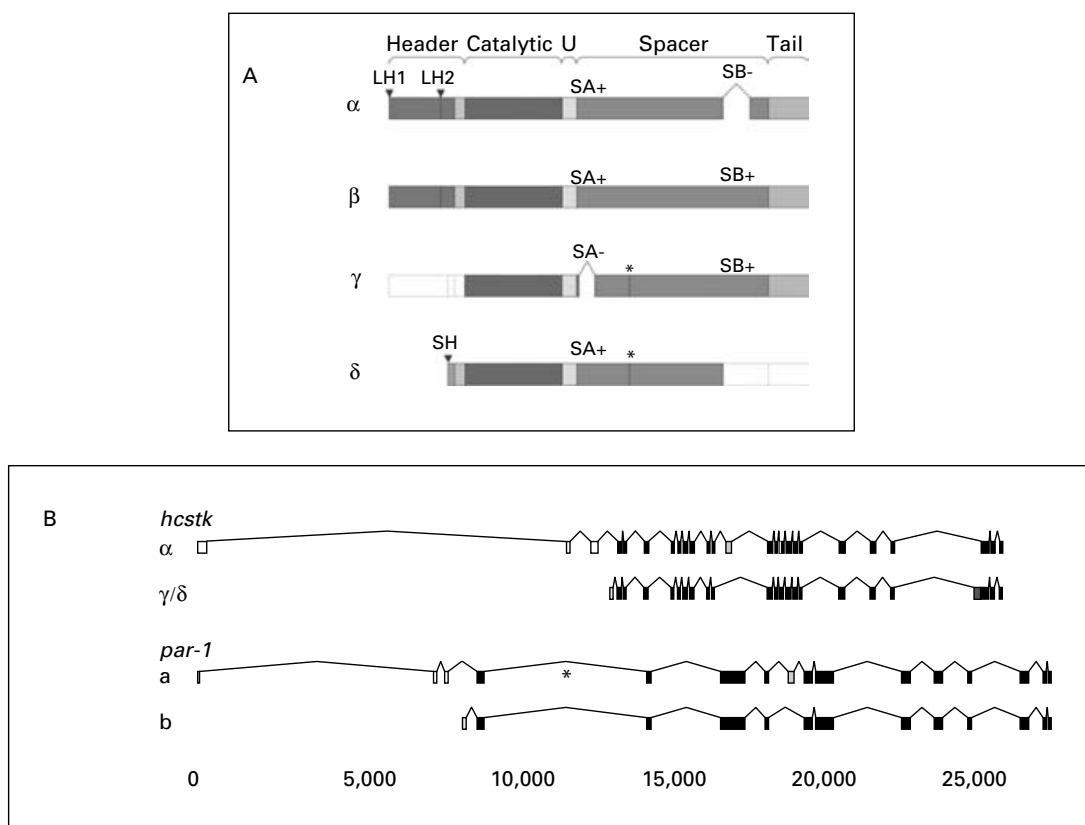 Header Catalytic U Spacer Tail
A
LH1 LH2 SA+ SB-
α
SA+ SB+
β
SA- * SB+
γ
SH SA+ *
δ
B
hcstk
α
γ/δ
par-1
a *
b
0 5,000 10,000 15,000 20,000 25,000